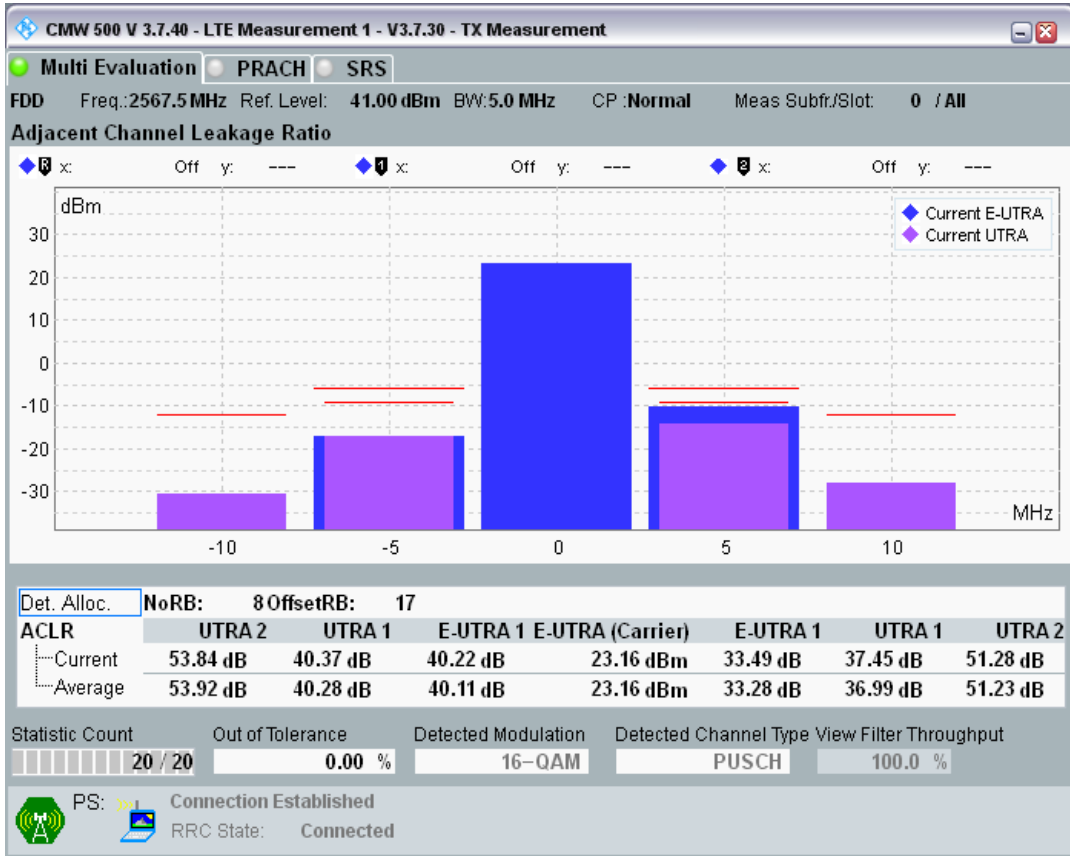 CMW 500 V 3.7.40 - LTE Measurement 1 - V3.7.30 - TX Measurement
Multi Evaluation PRACH SRS
FDD Freq.:2567.5 MHz Ref. Level: 41.00 dBm BW:5.0 MHz CP :Normal Meas Subfr./Slot: 0 / All
Adjacent Channel Leakage Ratio
R x: Off y: --- 1 x: Off y: --- 2 x: Off y: ---
dBm
Current E-UTRA
Current UTRA
30
20
10
0
-10
-20
-30
MHz
-10 -5 0 5 10
Det. Alloc. NoRB: 8 OffsetRB: 17
ACLR UTRA 2 UTRA 1 E-UTRA 1 E-UTRA (Carrier) E-UTRA 1 UTRA 1 UTRA 2
Current 53.84 dB 40.37 dB 40.22 dB 23.16 dBm 33.49 dB 37.45 dB 51.28 dB
Average 53.92 dB 40.28 dB 40.11 dB 23.16 dBm 33.28 dB 36.99 dB 51.23 dB
Statistic Count Out of Tolerance Detected Modulation Detected Channel Type View Filter Throughput
20 / 20 0.00 % 16-QAM PUSCH 100.0 %
PS: Connection Established
RRC State: Connected